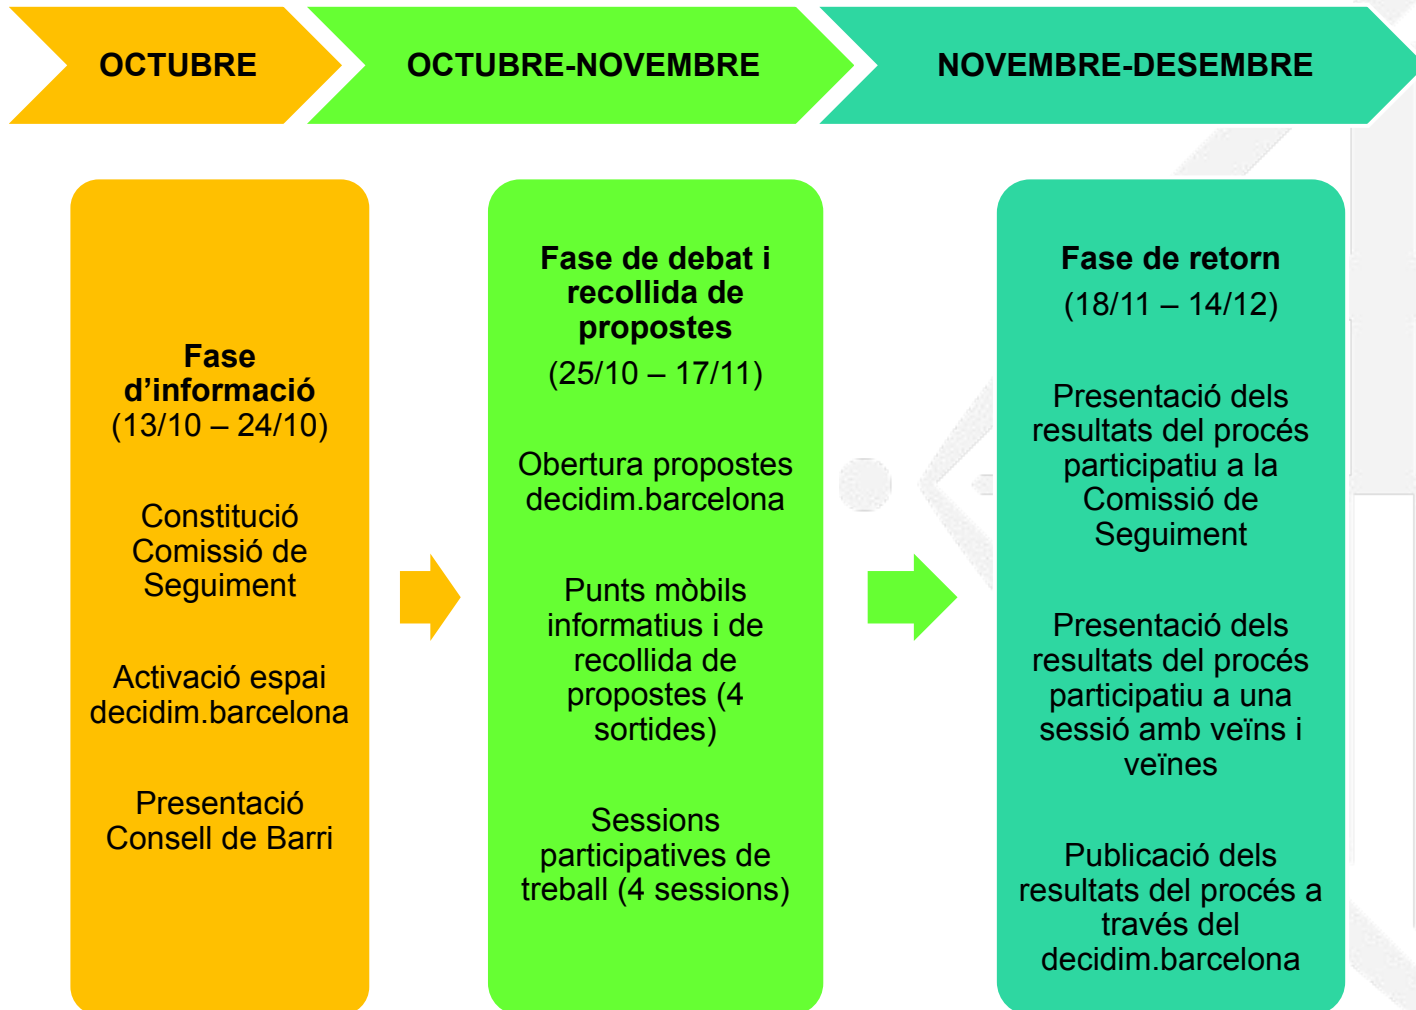 OCTUBRE
OCTUBRE-NOVEMBRE
NOVEMBRE-DESEMBRE
Fase
d’informació
(13/10 – 24/10)
Constitució
Comissió de
Seguiment
Activació espai
decidim.barcelona
Presentació
Consell de Barri
Fase de debat i
recollida de
propostes
(25/10 – 17/11)
Obertura propostes
decidim.barcelona
Punts mòbils
informatius i de
recollida de
propostes (4
sortides)
Sessions
participatives de
treball (4 sessions)
Fase de retorn
(18/11 – 14/12)
Presentació dels
resultats del procés
participatiu a la
Comissió de
Seguiment
Presentació dels
resultats del procés
participatiu a una
sessió amb veïns i
veïnes
Publicació dels
resultats del procés a
través del
decidim.barcelona